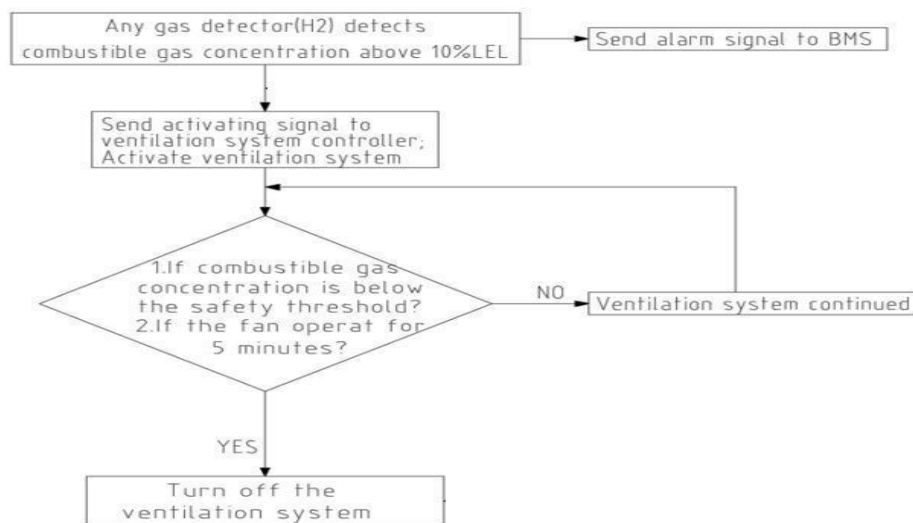 Any gas detector(H2) detects
combustible gas concentration above 10%LEL
Send alarm signal to BMS
Send activating signal to
ventilation system controller;
Activate ventilation system
1.If combustible gas
concentration is below
the safety threshold?
2.If the fan operat for
5 minutes?
NO
Ventilation system continued
YES
Turn off the
ventilation system